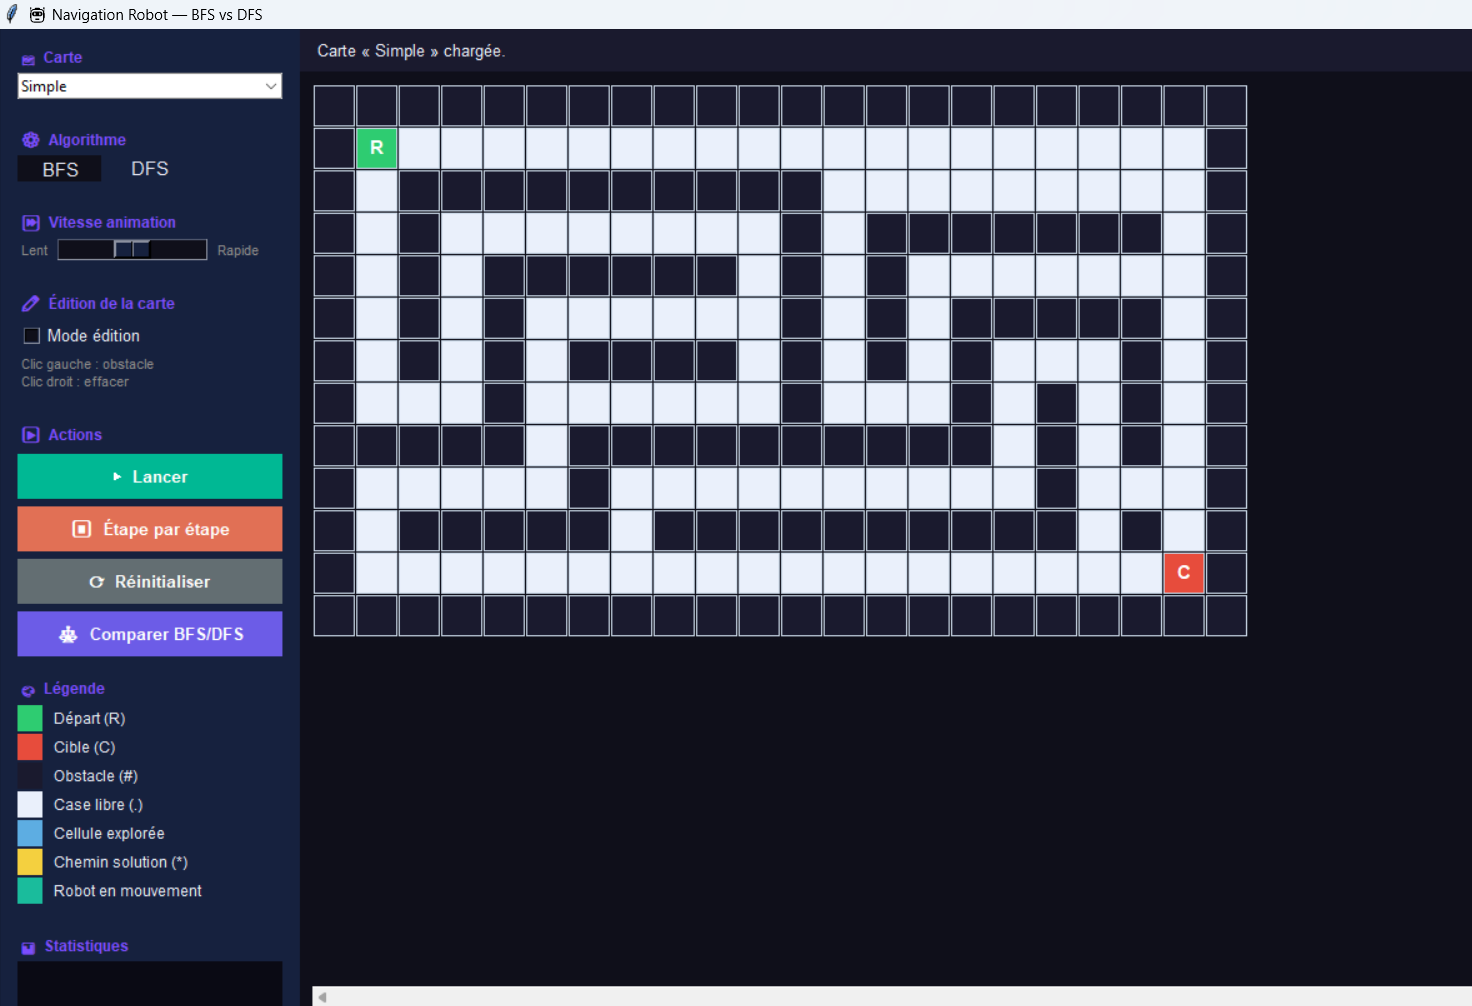 Navigation Robot — BFS vs DFS
Carte
Simple
Algorithme
BFS DFS
Vitesse animation
Lent Rapide
Édition de la carte
Mode édition
Clic gauche : obstacle
Clic droit : effacer
Actions
Lancer
Étape par étape
Réinitialiser
Comparer BFS/DFS
Légende
Départ (R)
Cible (C)
Obstacle (#)
Case libre (.)
Cellule explorée
Chemin solution (*)
Robot en mouvement
Statistiques
Carte « Simple » chargée.
R
C